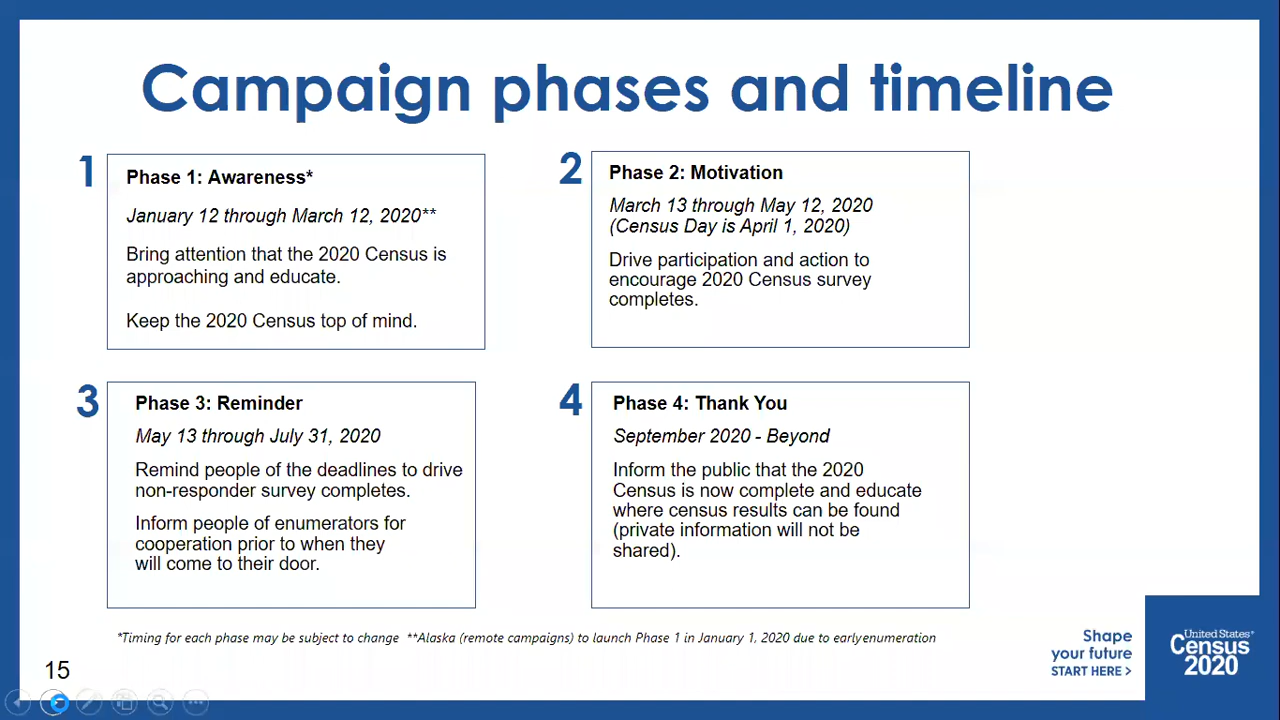 Campaign phases and timeline
1
Phase 1: Awareness*
January 12 through March 12, 2020**
Bring attention that the 2020 Census is
approaching and educate.
Keep the 2020 Census top of mind.
2
Phase 2: Motivation
March 13 through May 12, 2020
(Census Day is April 1, 2020)
Drive participation and action to
encourage 2020 Census survey
completes.
3
Phase 3: Reminder
May 13 through July 31, 2020
Remind people of the deadlines to drive
non-responder survey completes.
Inform people of enumerators for
cooperation prior to when they
will come to their door.
4
Phase 4: Thank You
September 2020 - Beyond
Inform the public that the 2020
Census is now complete and educate
where census results can be found
(private information will not be
shared).
*Timing for each phase may be subject to change **Alaska (remote campaigns) to launch Phase 1 in January 1, 2020 due to earlyenumeration
15
Shape
your future
START HERE >
United States*
Census
2020